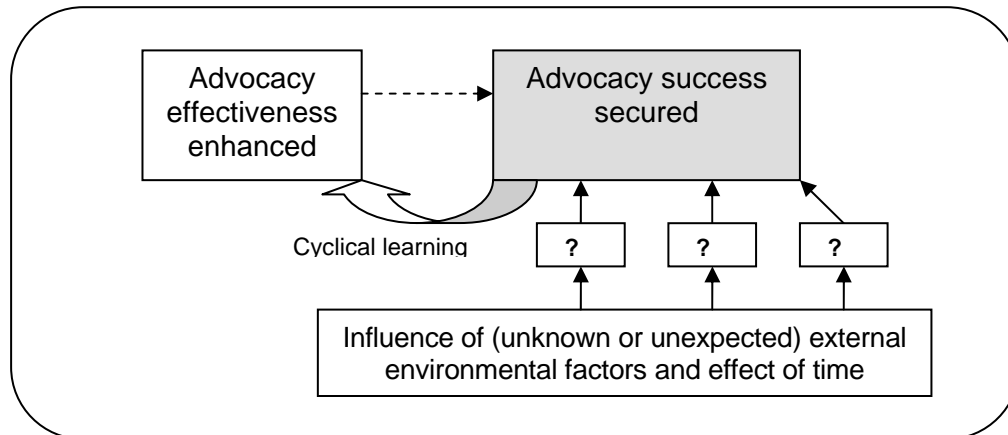 Advocacy
effectiveness
enhanced
Advocacy success
secured
Cyclical learning
?
?
?
Influence of (unknown or unexpected) external
environmental factors and effect of time